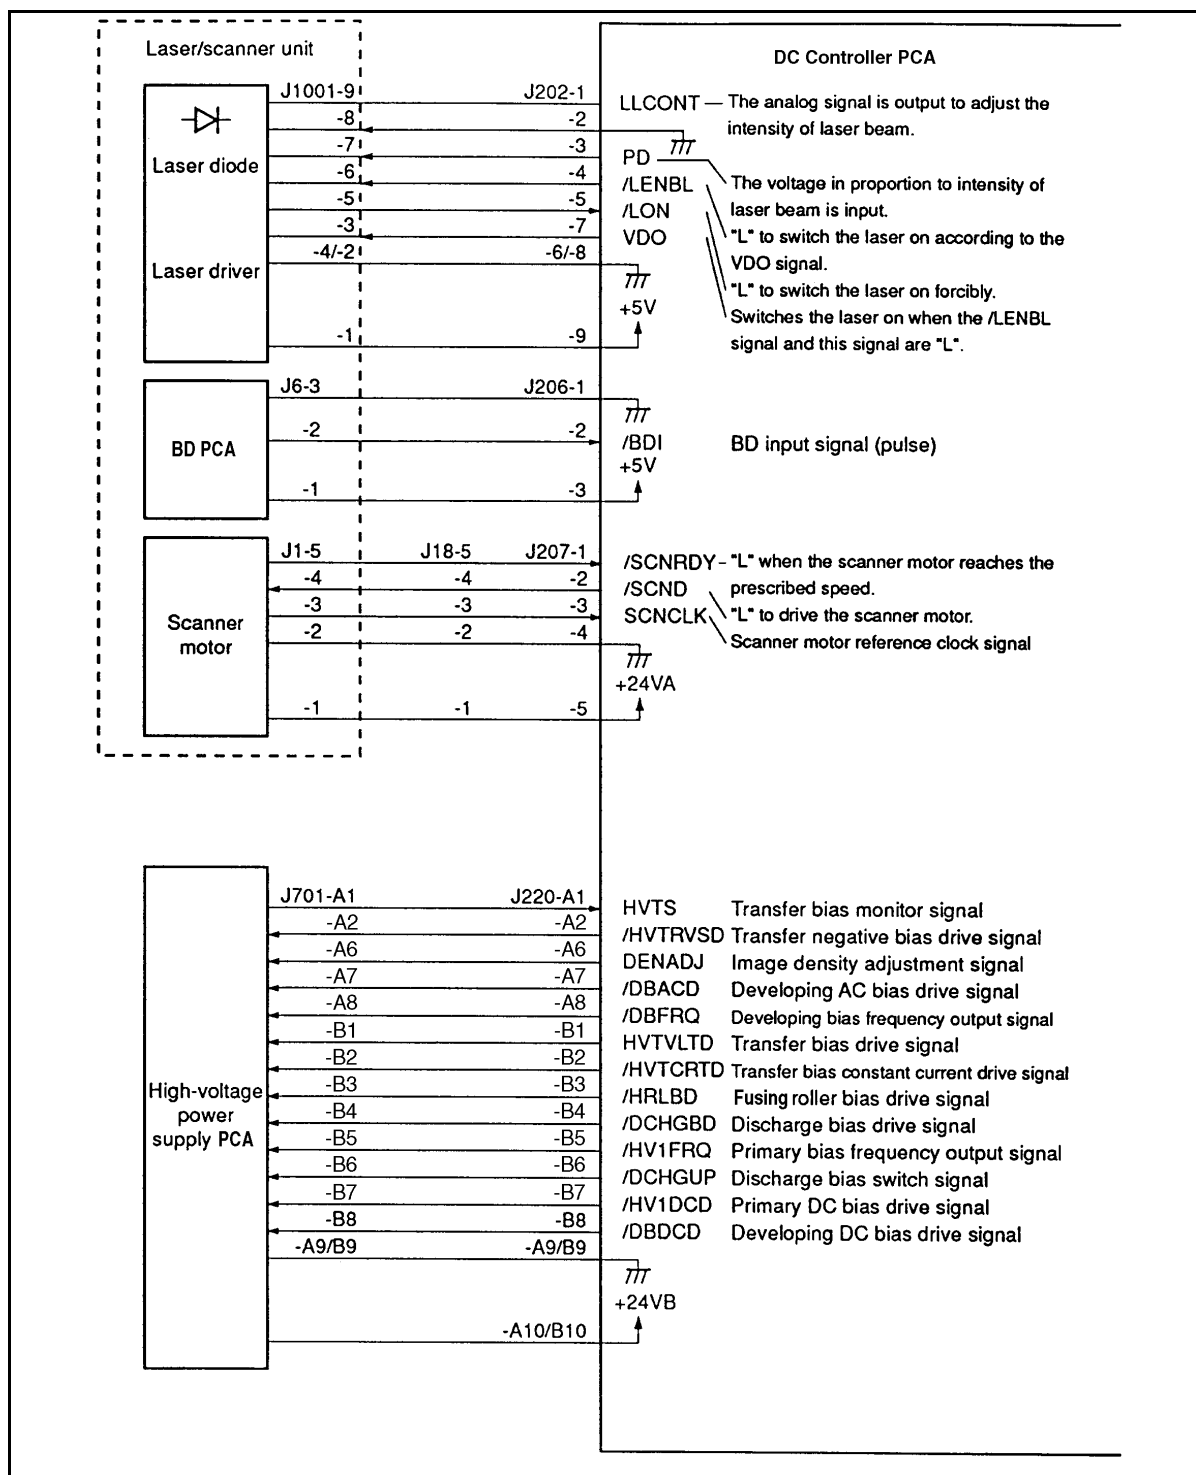 Laser/scanner unit
DC Controller PCA
J1001-9 J202-1 LLCONT — The analog signal is output to adjust the
intensity of laser beam.
-8 -2
-7 -3 PD
Laser diode
-6 -4 /LENBL The voltage in proportion to intensity of
laser beam is input.
-5 -5 /LON
-3 -7 VDO "L" to switch the laser on according to the
VDO signal.
-4/-2 -6/-8
Laser driver
"L" to switch the laser on forcibly.
+5V
Switches the laser on when the /LENBL
signal and this signal are "L".
-1 -9
J6-3 J206-1
BD PCA
-2 -2 /BDI BD input signal (pulse)
+5V
-1 -3
J1-5 J18-5 J207-1 /SCNRDY – "L" when the scanner motor reaches the
prescribed speed.
-4 -4 -2 /SCND
-3 -3 -3 SCNCLK "L" to drive the scanner motor.
Scanner
motor
-2 -2 -4 Scanner motor reference clock signal
+24VA
-1 -1 -5
J701-A1 J220-A1 HVTS Transfer bias monitor signal
-A2 -A2 /HVTRVSD Transfer negative bias drive signal
-A6 -A6 DENADJ Image density adjustment signal
-A7 -A7 /DBACD Developing AC bias drive signal
-A8 -A8 /DBFRQ Developing bias frequency output signal
-B1 -B1 HVTVLTD Transfer bias drive signal
-B2 -B2 /HVTCRTD Transfer bias constant current drive signal
High-voltage
power
supply PCA
-B3 -B3 /HRLBD Fusing roller bias drive signal
-B4 -B4 /DCHGBD Discharge bias drive signal
-B5 -B5 /HV1FRQ Primary bias frequency output signal
-B6 -B6 /DCHGUP Discharge bias switch signal
-B7 -B7 /HV1DCD Primary DC bias drive signal
-B8 -B8 /DBDCD Developing DC bias drive signal
-A9/B9 -A9/B9
+24VB
-A10/B10